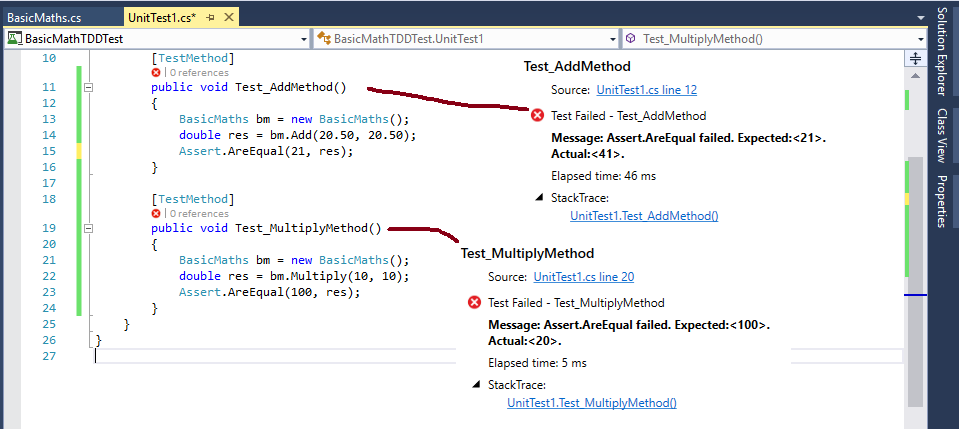 BasicMaths.cs
UnitTest1.cs*
BasicMathTDDTest
BasicMathTDDTest.UnitTest1
Test_MultiplyMethod()
10 [TestMethod]
| 0 references
11 public void Test_AddMethod()
12 {
13 BasicMaths bm = new BasicMaths();
14 double res = bm.Add(20.50, 20.50);
15 Assert.AreEqual(21, res);
16 }
17
18 [TestMethod]
| 0 references
19 public void Test_MultiplyMethod()
20 {
21 BasicMaths bm = new BasicMaths();
22 double res = bm.Multiply(10, 10);
23 Assert.AreEqual(100, res);
24 }
25 }
26 }
27
Test_AddMethod
Source: UnitTest1.cs line 12
Test Failed - Test_AddMethod
Message: Assert.AreEqual failed. Expected:<21>.
Actual:<41>.
Elapsed time: 46 ms
StackTrace:
UnitTest1.Test_AddMethod()
Test_MultiplyMethod
Source: UnitTest1.cs line 20
Test Failed - Test_MultiplyMethod
Message: Assert.AreEqual failed. Expected:<100>.
Actual:<20>.
Elapsed time: 5 ms
StackTrace:
UnitTest1.Test_MultiplyMethod()
Solution Explorer
Class View
Properties